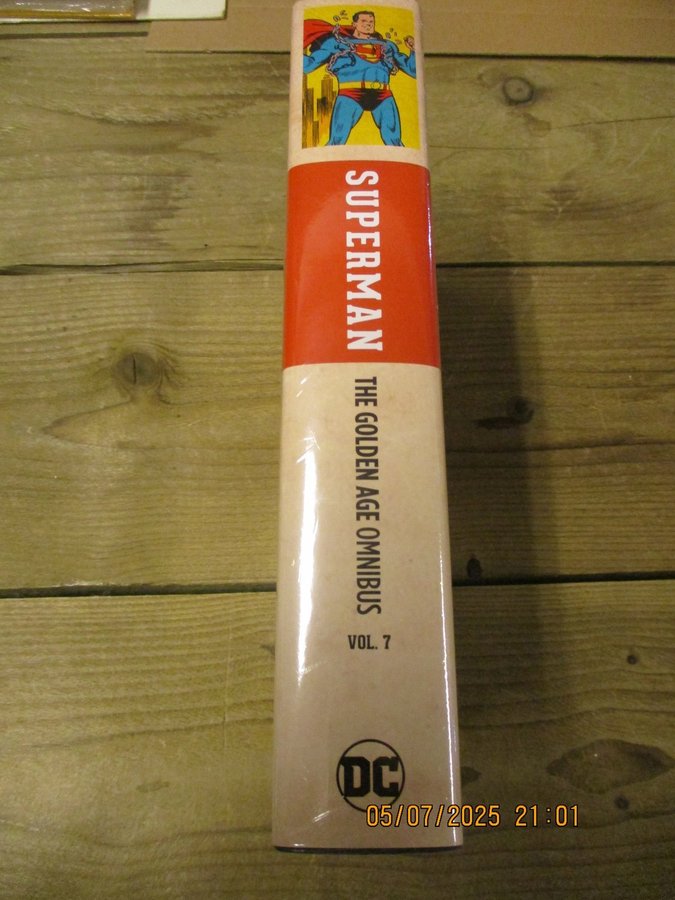 SUPERMAN
THE GOLDEN AGE OMNIBUS
VOL. 7
DC
05/07/2025 21:01